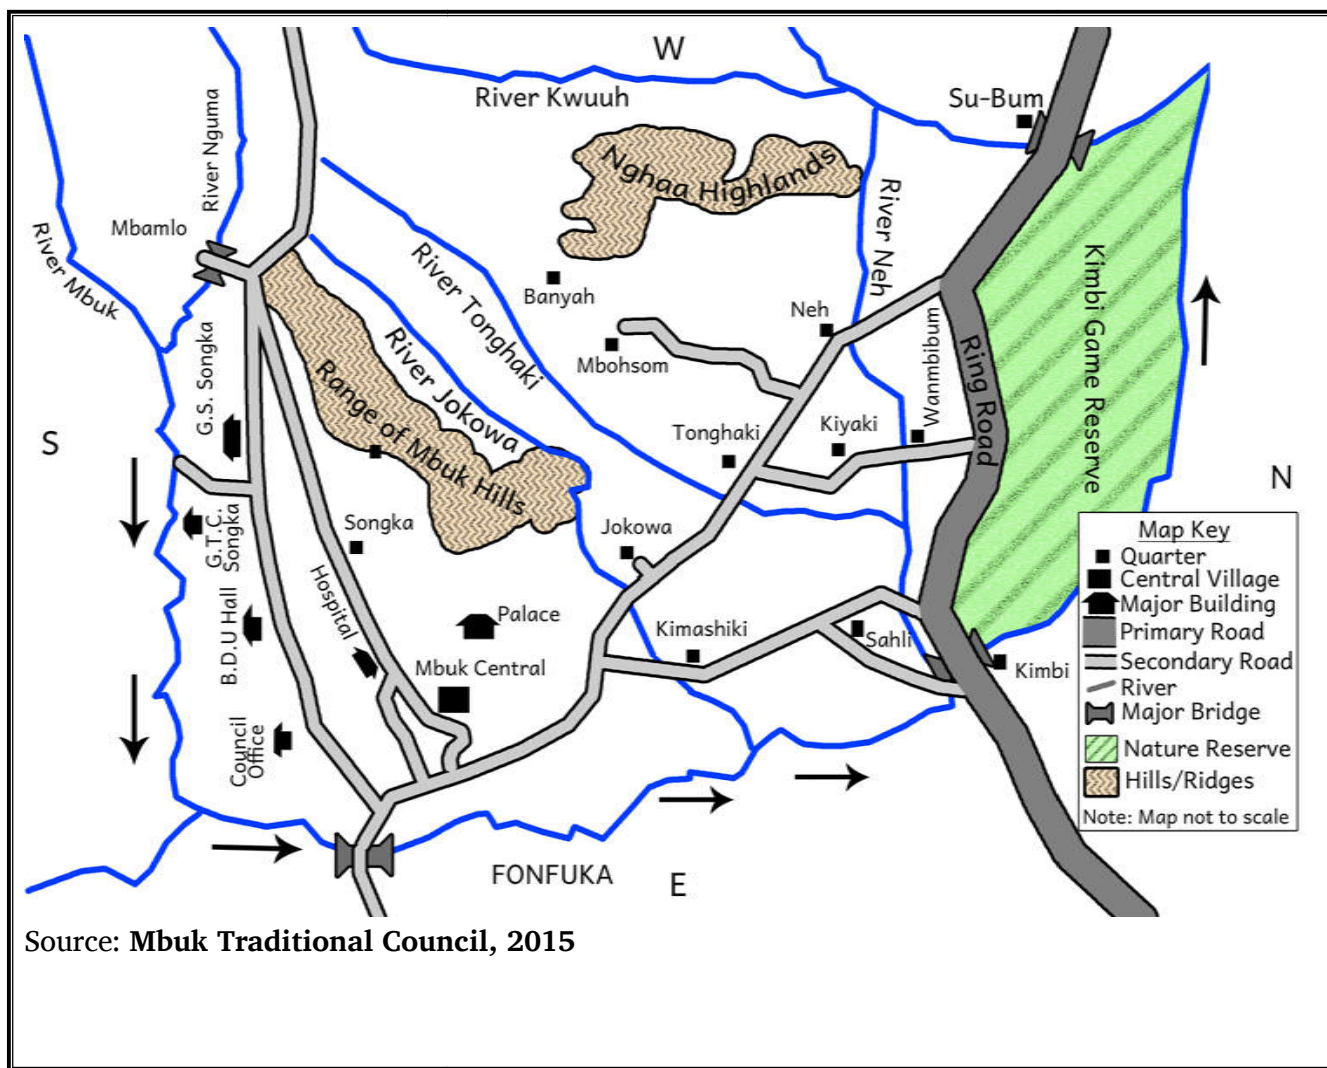 W
River Kwuuh
Su-Bum
River Nguma
Nghaa Highlands
Mbamlo
River Mbuk
River Neh
River Tonghaki
Banyah
Kimbi Game Reserve
Neh
Wanmbibum
Mbohsom
River Jokowa
Ring Road
G.S. Songka
Range of Mbuk Hills
S
Tonghaki
Kiyaki
N
G.T.C.
Songka
Songka
Jokowa
Hospital
B.D.U Hall
Palace
Kimashiki
Sahli
Mbuk Central
Kimbi
Council
Office
FONFUKA
E
Map Key
Quarter
Central Village
Major Building
Primary Road
Secondary Road
River
Major Bridge
Nature Reserve
Hills/Ridges
Note: Map not to scale
Source: Mbuk Traditional Council, 2015